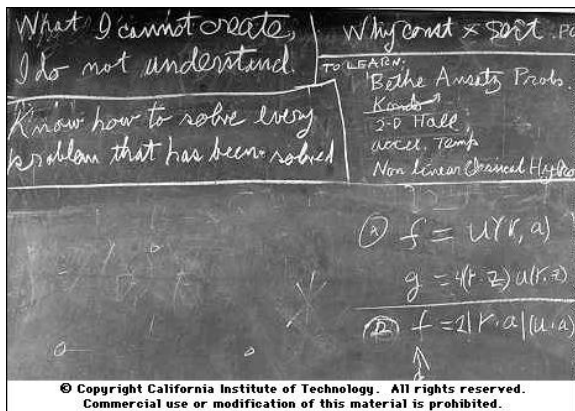 What I cannot create,
I do not understand.
Know how to solve every
problem that has been solved
Why const × sort. PO
TO LEARN:
Bethe Ansatz Probs.
Kondo
2-D Hall
accel. Temp
Non linear Classical Hydro
Ⓐ f = u(r, a)
g = 4(r·z) u(r, z)
f = 2|r·a|(u·a)
© Copyright California Institute of Technology. All rights reserved.
Commercial use or modification of this material is prohibited.